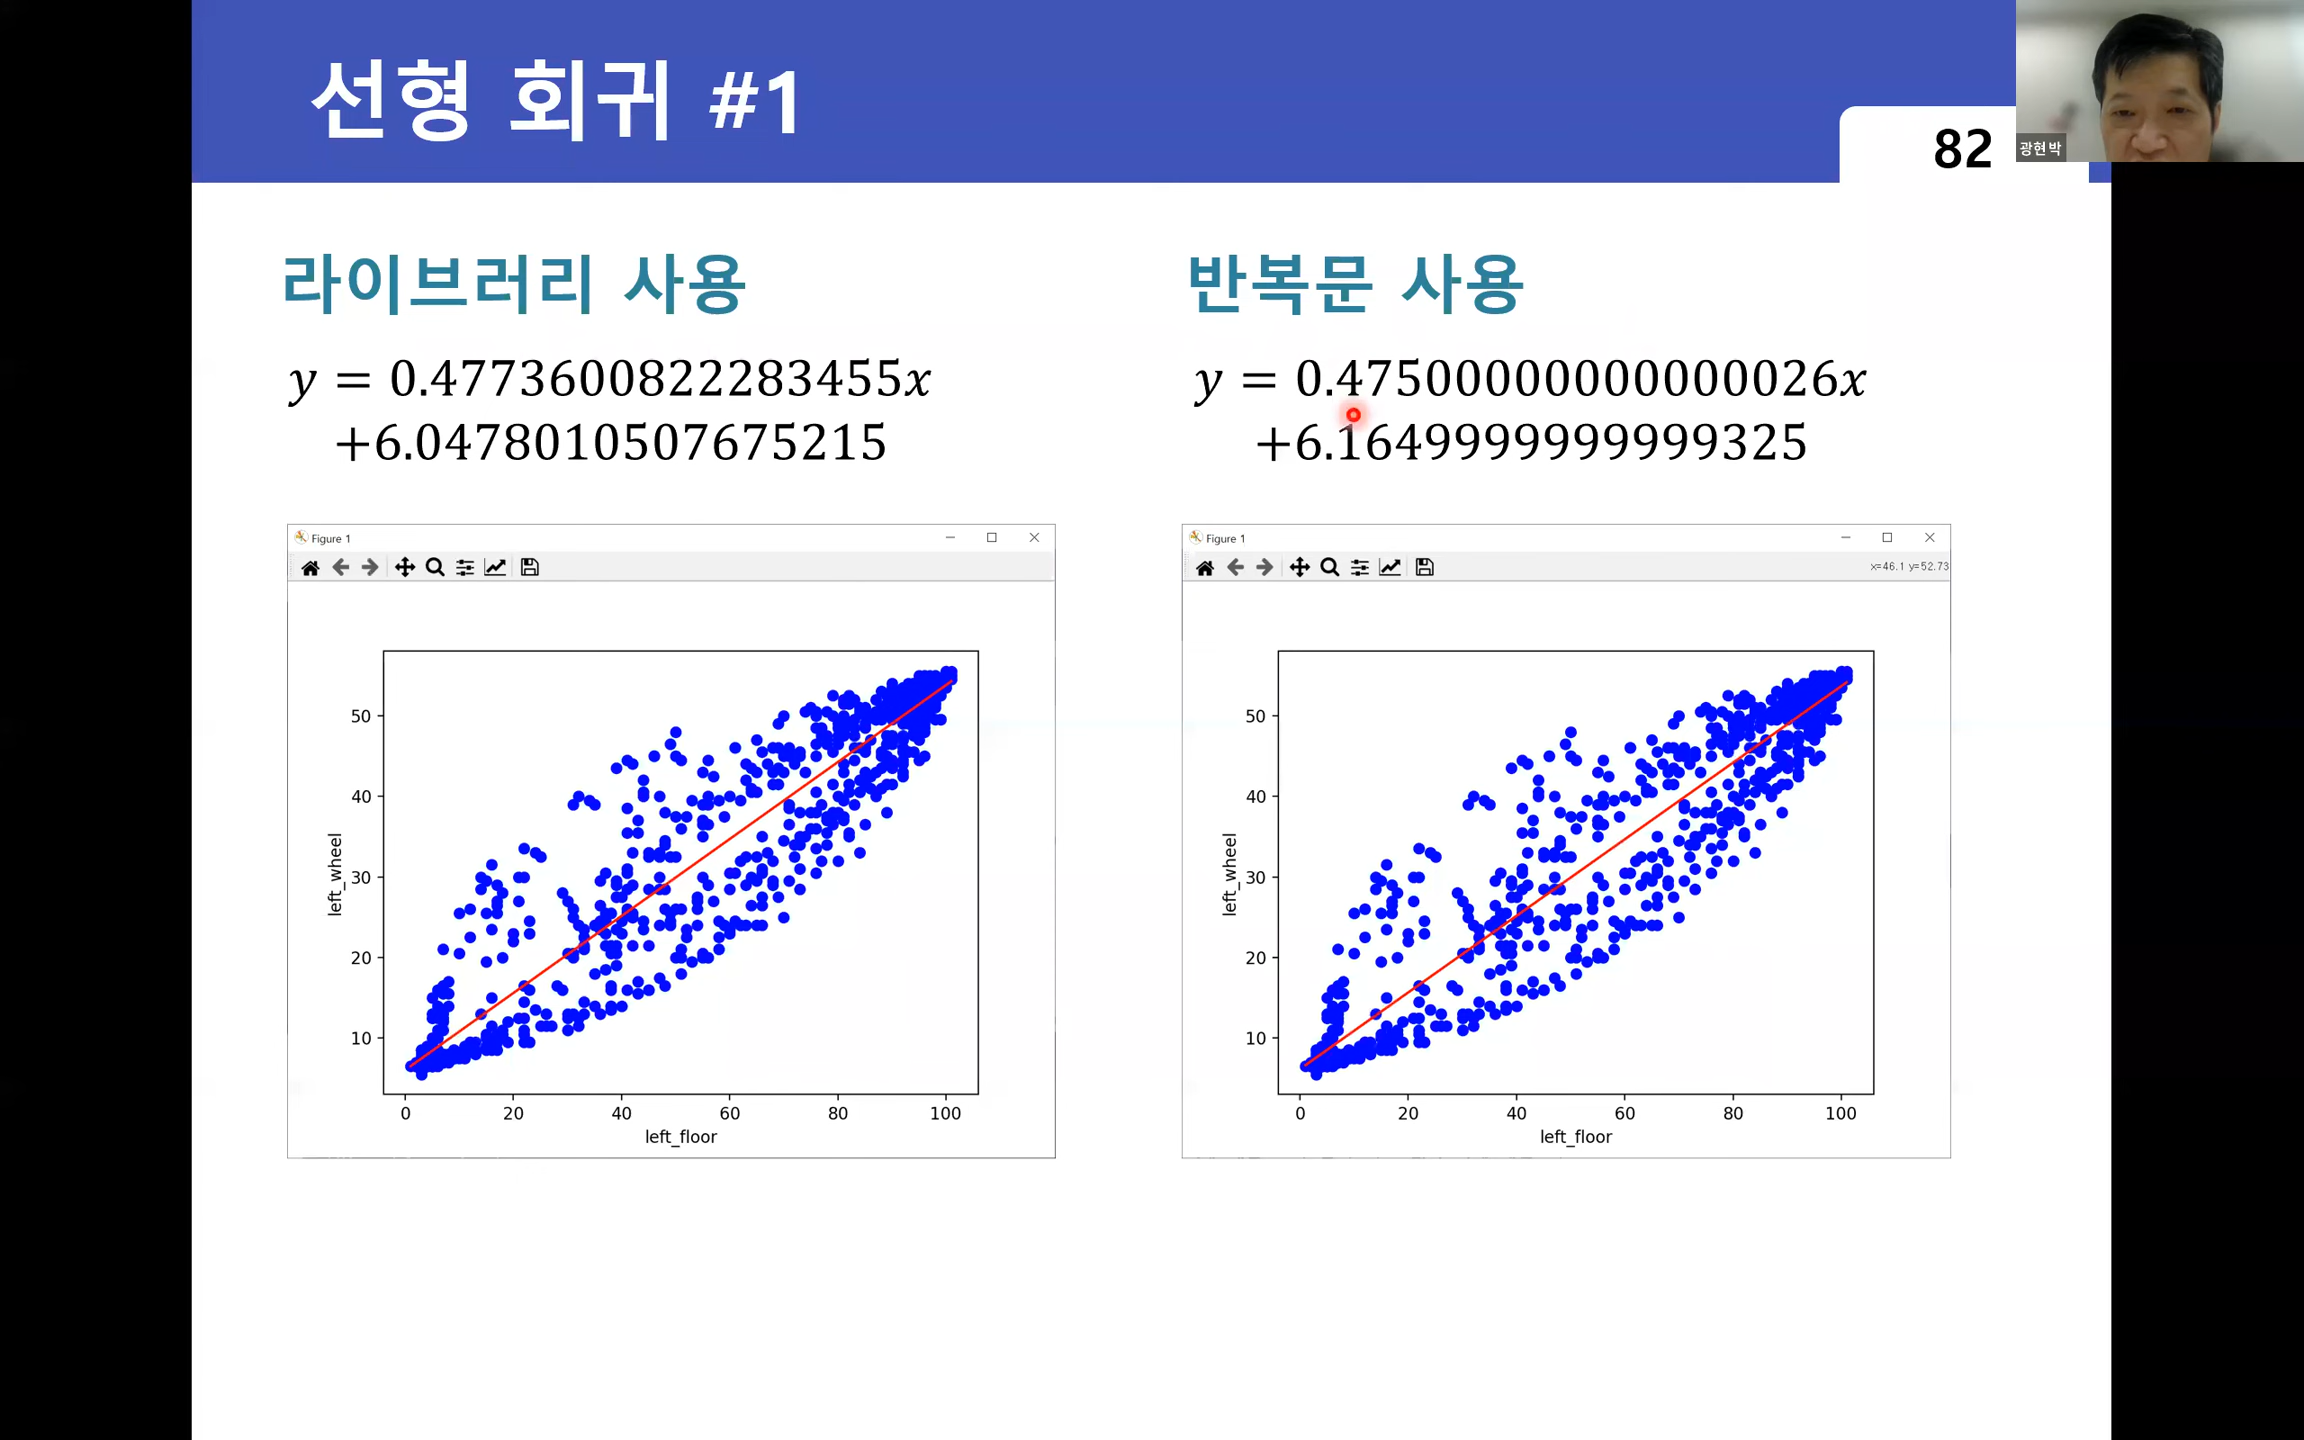 선형 회귀 #1
82
광현박
라이브러리 사용
y = 0.4773600822283455x
+6.0478010507675215
반복문 사용
y = 0.4750000000000026x
+6.1649999999999325
Figure 1
50
40
30
20
10
left_wheel
0 20 40 60 80 100
left_floor
Figure 1
x=46.1 y=52.73
50
40
30
20
10
left_wheel
0 20 40 60 80 100
left_floor